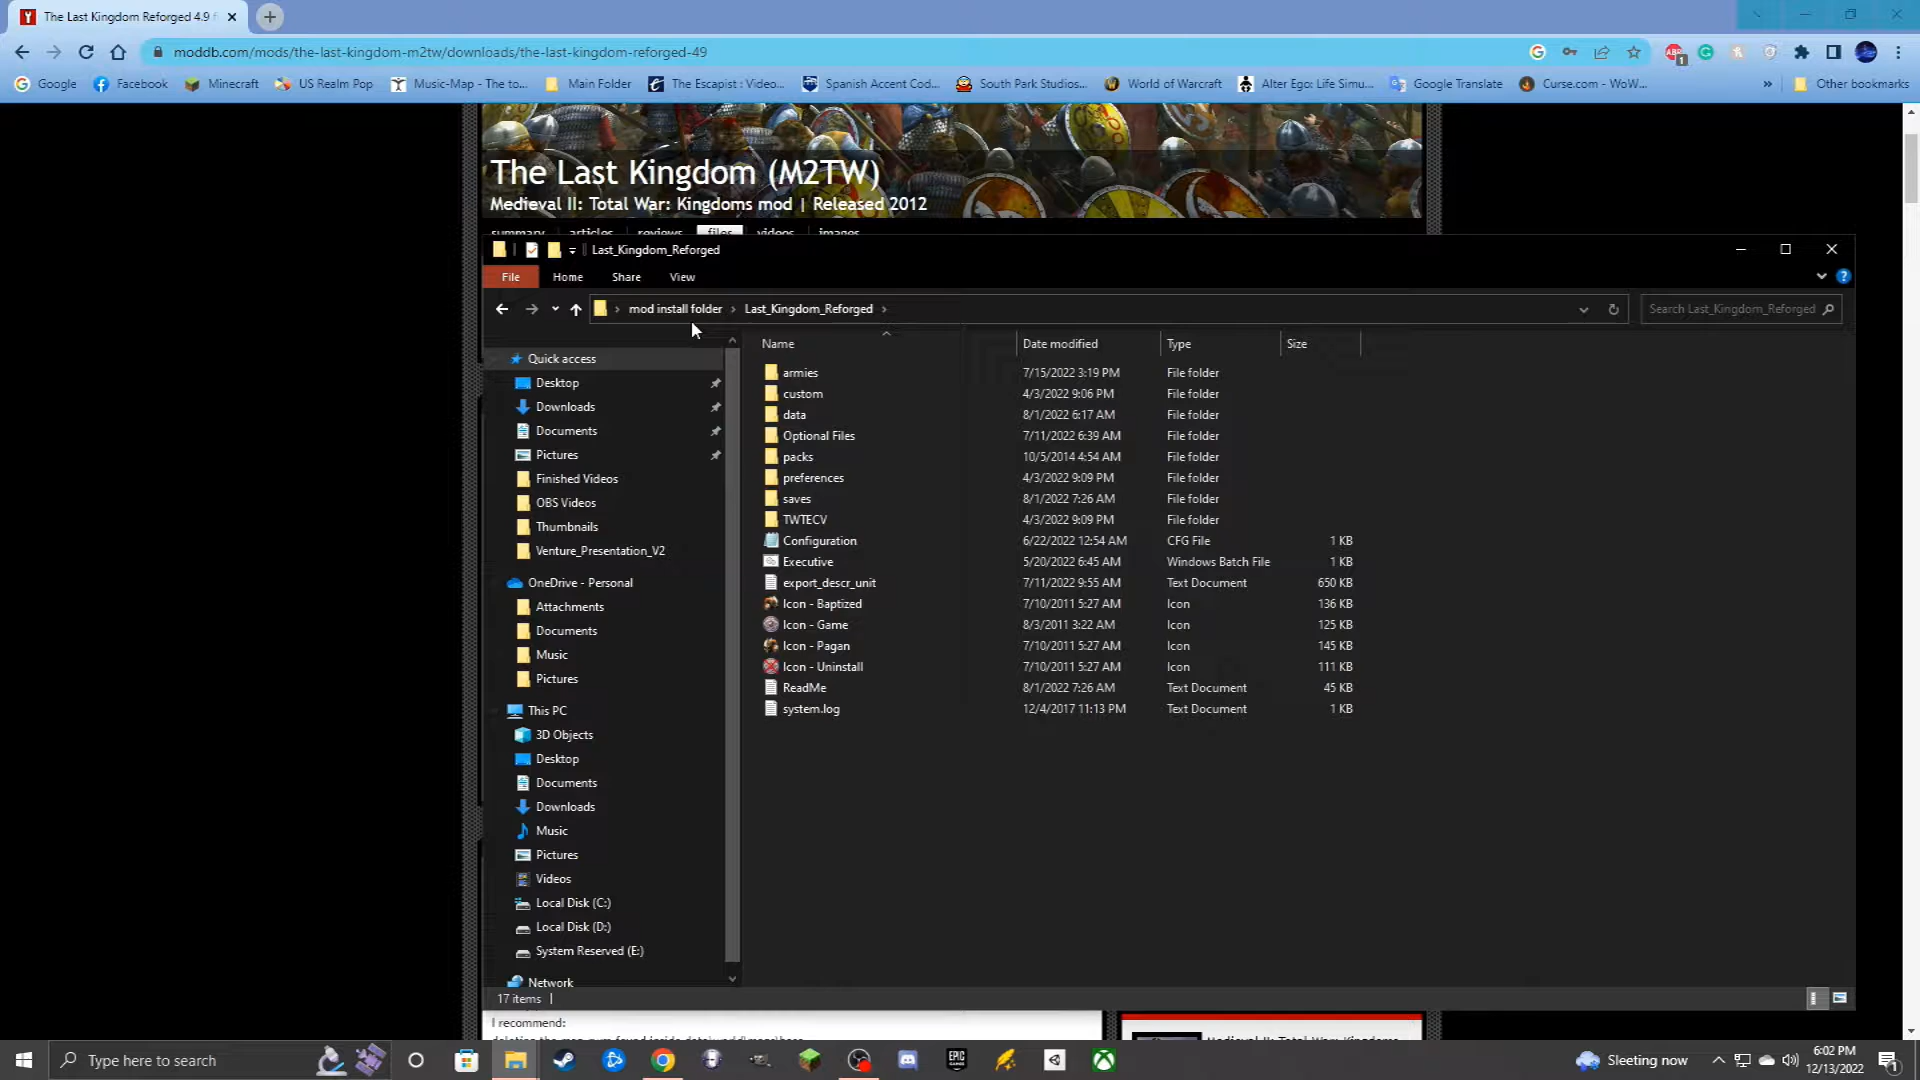 The Last Kingdom Reforged 4.9 f
moddb.com/mods/the-last-kingdom-m2tw/downloads/the-last-kingdom-reforged-49
Google Facebook Minecraft US Realm Pop Music-Map - The to... Main Folder The Escapist : Video... Spanish Accent Cod... South Park Studios... World of Warcraft Alter Ego: Life Simu... Google Translate Curse.com - WoW... » Other bookmarks
The Last Kingdom (M2TW)
Medieval II: Total War: Kingdoms mod | Released 2012
summary articles reviews files videos images
Last_Kingdom_Reforged
File Home Share View
mod install folder Last_Kingdom_Reforged Search Last_Kingdom_Reforged
Name Date modified Type Size
Quick access
Desktop
Downloads
Documents
Pictures
Finished Videos
OBS Videos
Thumbnails
Venture_Presentation_V2
OneDrive - Personal
Attachments
Documents
Music
Pictures
This PC
3D Objects
Desktop
Documents
Downloads
Music
Pictures
Videos
Local Disk (C:)
Local Disk (D:)
System Reserved (E:)
Network
armies 7/15/2022 3:19 PM File folder
custom 4/3/2022 9:06 PM File folder
data 8/1/2022 6:17 AM File folder
Optional Files 7/11/2022 6:39 AM File folder
packs 10/5/2014 4:54 AM File folder
preferences 4/3/2022 9:09 PM File folder
saves 8/1/2022 7:26 AM File folder
TWTECV 4/3/2022 9:09 PM File folder
Configuration 6/22/2022 12:54 AM CFG File 1 KB
Executive 5/20/2022 6:45 AM Windows Batch File 1 KB
export_descr_unit 7/11/2022 9:55 AM Text Document 650 KB
Icon - Baptized 7/10/2011 5:27 AM Icon 136 KB
Icon - Game 8/3/2011 3:22 AM Icon 125 KB
Icon - Pagan 7/10/2011 5:27 AM Icon 145 KB
Icon - Uninstall 7/10/2011 5:27 AM Icon 111 KB
ReadMe 8/1/2022 7:26 AM Text Document 45 KB
system.log 12/4/2017 11:13 PM Text Document 1 KB
17 items
I recommend:
Type here to search
Sleeting now
6:02 PM
12/13/2022